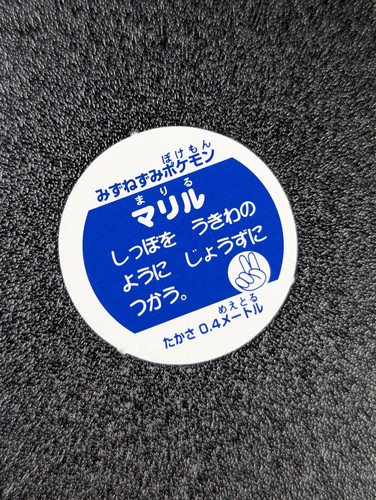 ぽけもん
みずねずみポケモン
まりる
マリル
しっぽを うきわの
ように じょうずに
つかう。
めえとる
たかさ 0.4メートル